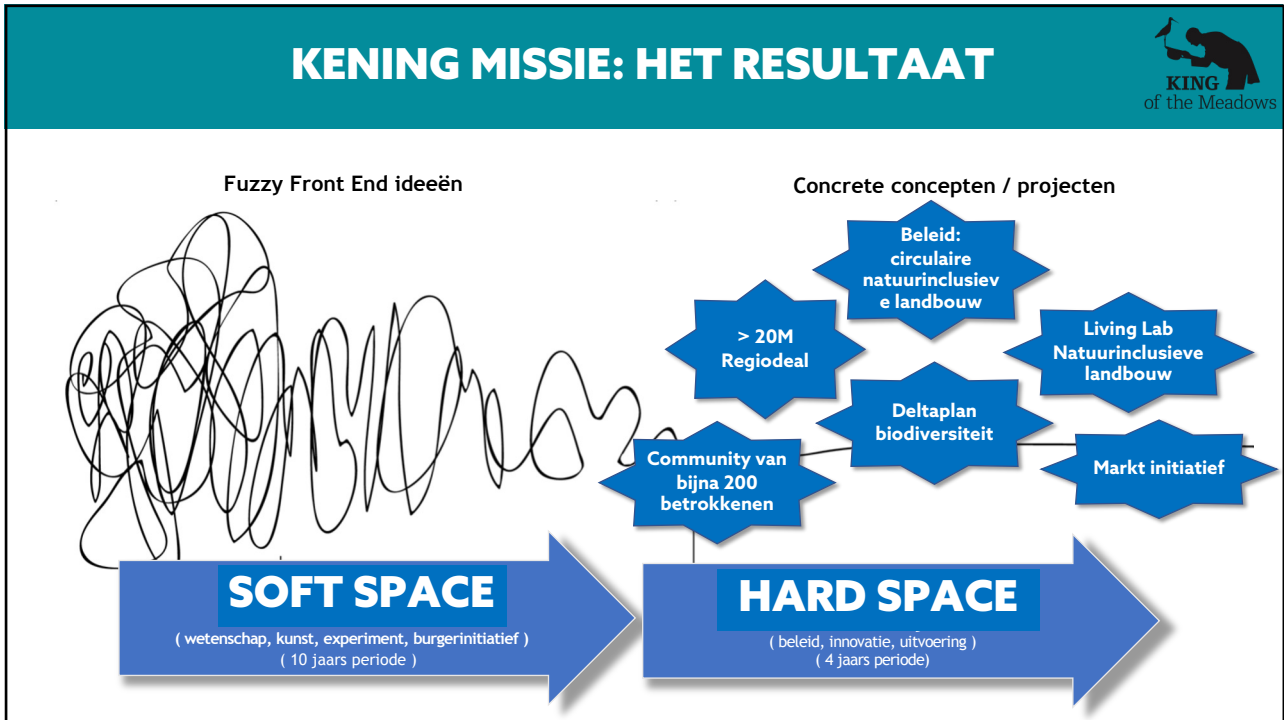 KENING MISSIE: HET RESULTAAT
KING
of the Meadows
Fuzzy Front End ideeën
Concrete concepten / projecten
Beleid:
circulaire
natuurinclusiev
e landbouw
> 20M
Regiodeal
Living Lab
Natuurinclusieve
landbouw
Deltaplan
biodiversiteit
Community van
bijna 200
betrokkenen
Markt initiatief
SOFT SPACE
( wetenschap, kunst, experiment, burgerinitiatief )
( 10 jaars periode )
HARD SPACE
( beleid, innovatie, uitvoering )
( 4 jaars periode)